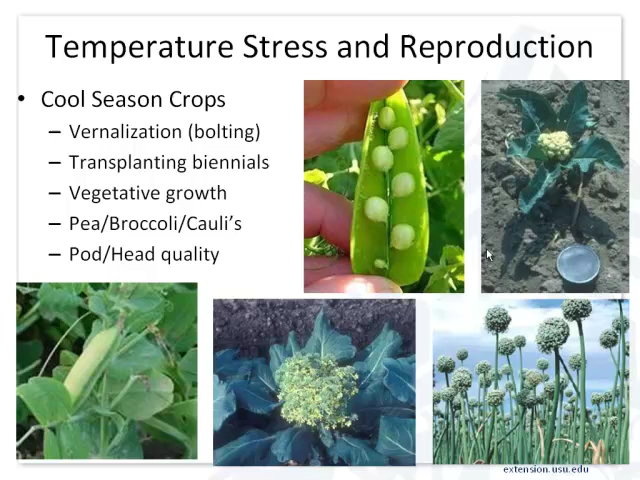 Temperature Stress and Reproduction
• Cool Season Crops
– Vernalization (bolting)
– Transplanting biennials
– Vegetative growth
– Pea/Broccoli/Cauli's
– Pod/Head quality
extension.usu.edu